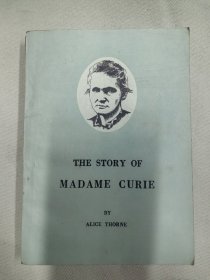 THE STORY OF
MADAME CURIE
BY
ALICE THORNE